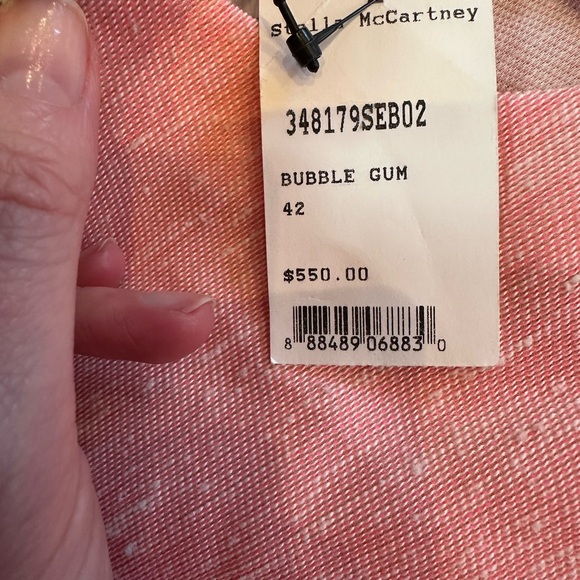 Stella McCartney
348179SEB02
BUBBLE GUM
42
$550.00
8 88489 06883 0